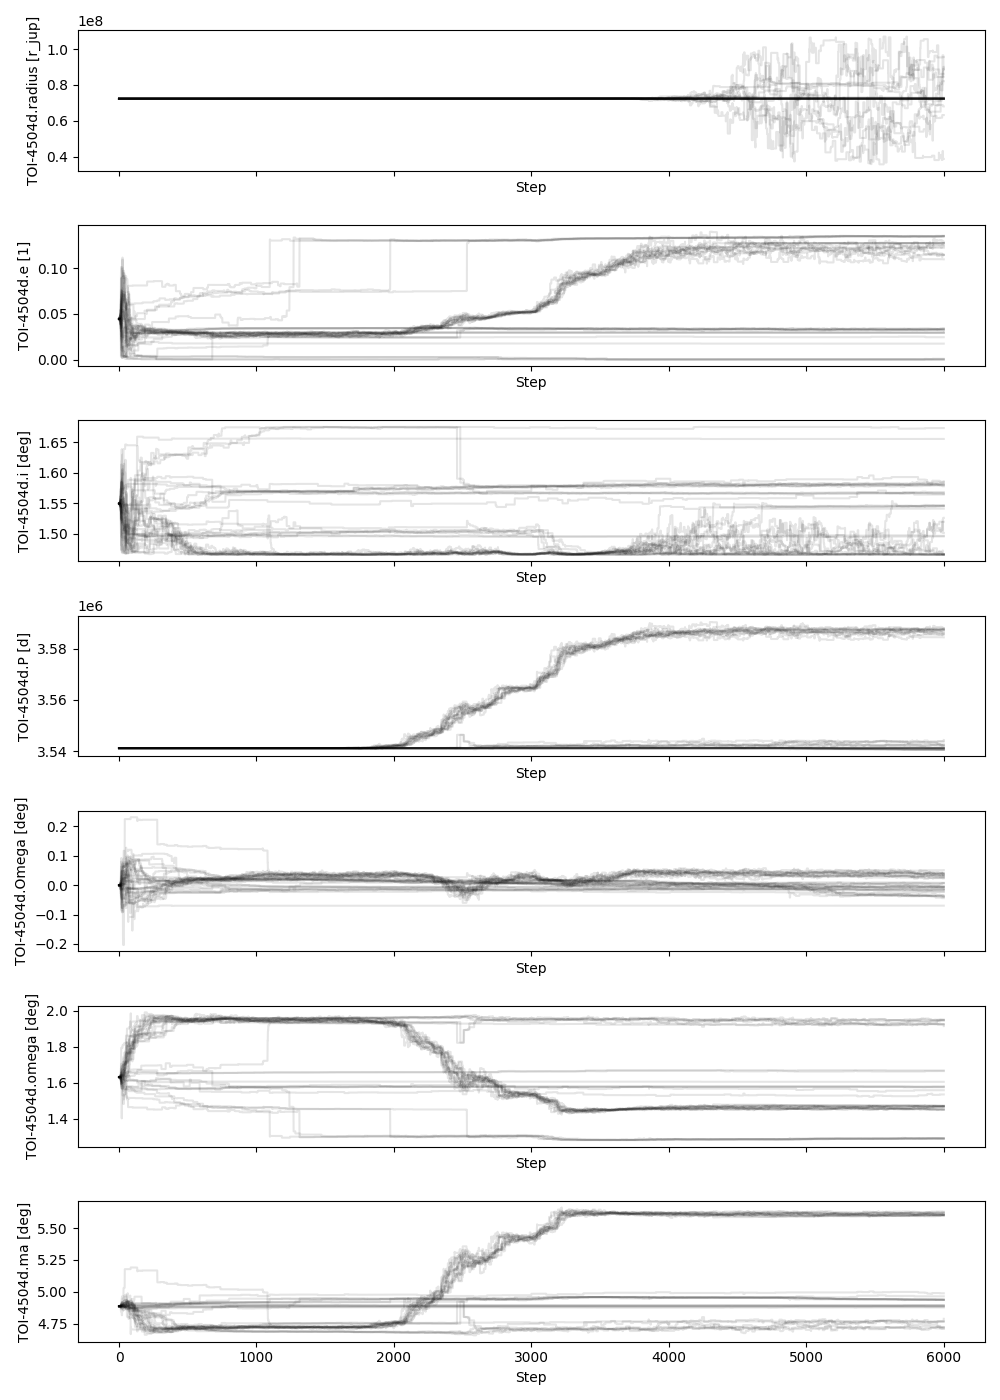 1e8
TOI-4504d.radius [r_jup]
1.0
0.8
0.6
0.4
Step
TOI-4504d.e [1]
0.10
0.05
0.00
Step
TOI-4504d.i [deg]
1.65
1.60
1.55
1.50
Step
1e6
TOI-4504d.P [d]
3.58
3.56
3.54
Step
TOI-4504d.Omega [deg]
0.2
0.1
0.0
−0.1
−0.2
Step
TOI-4504d.omega [deg]
2.0
1.8
1.6
1.4
Step
TOI-4504d.ma [deg]
5.50
5.25
5.00
4.75
0 1000 2000 3000 4000 5000 6000
Step